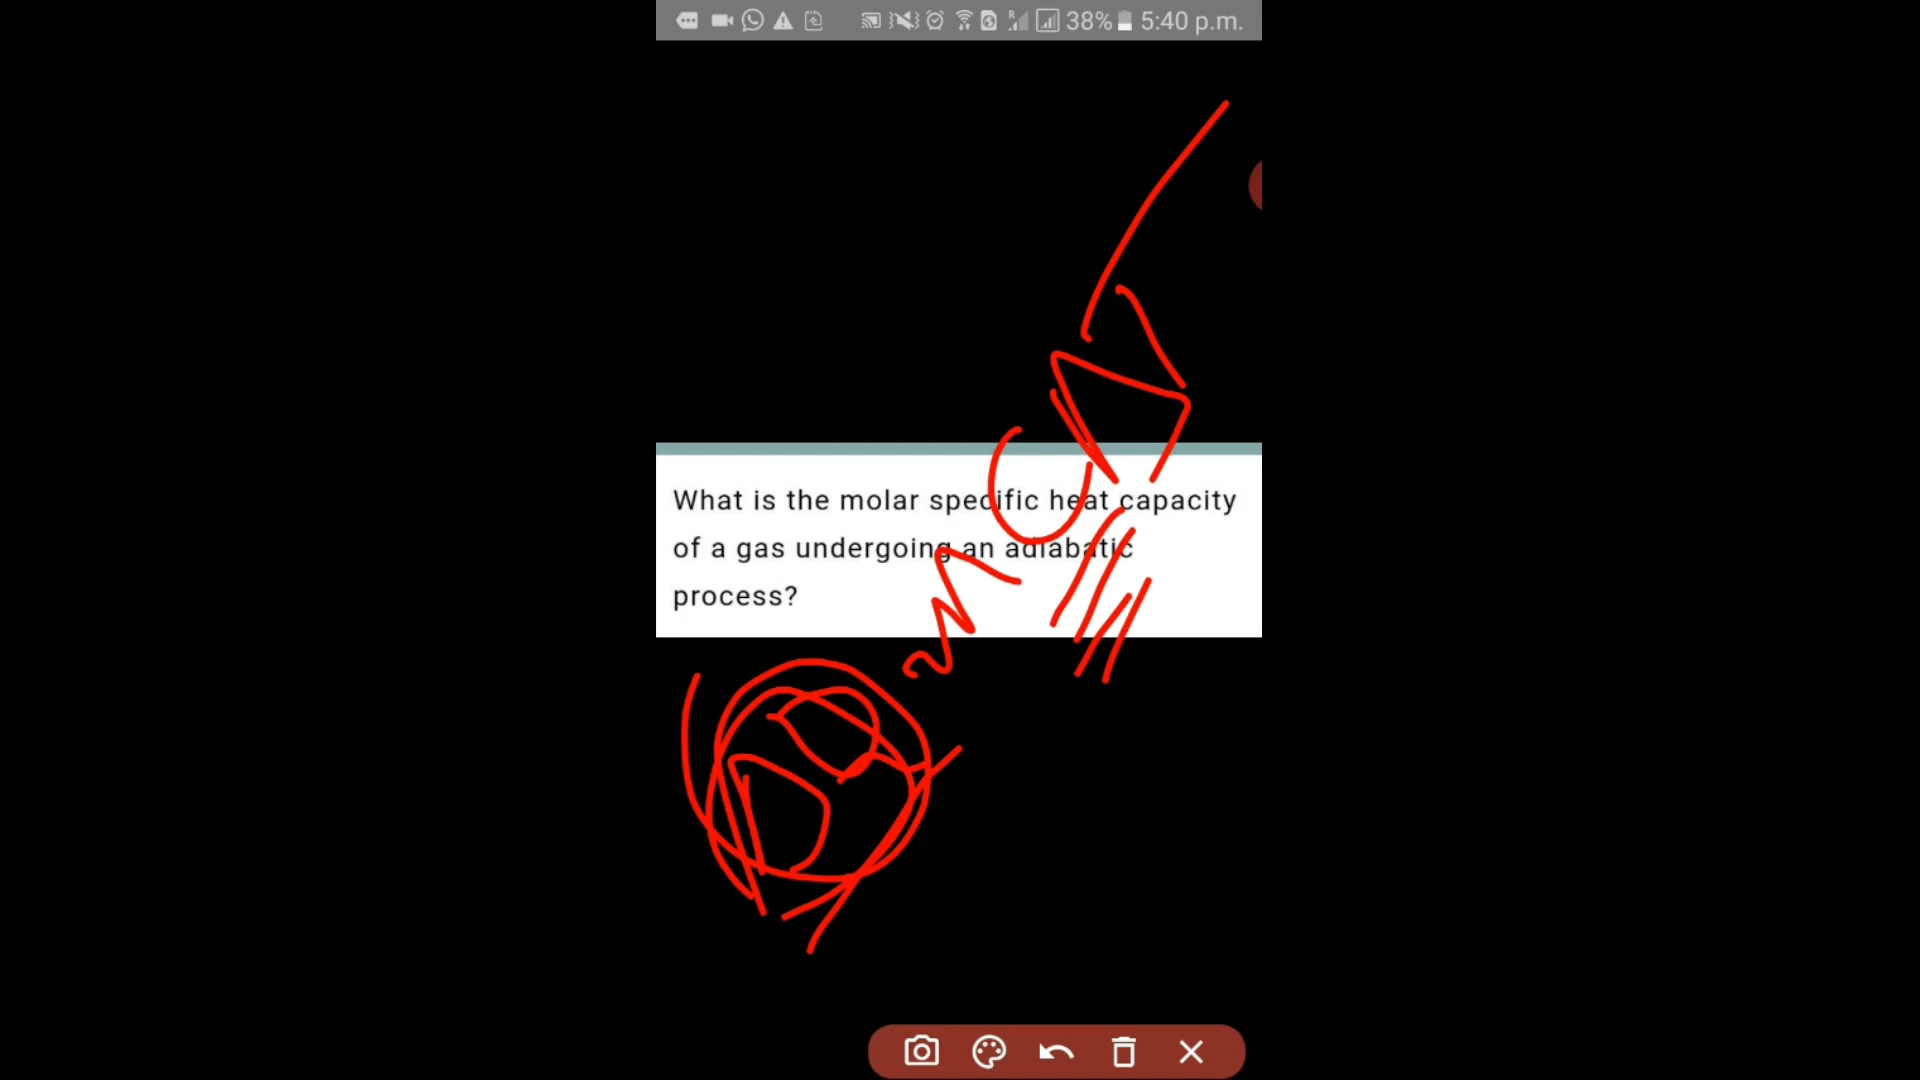 38% 5:40 p.m.
What is the molar specific heat capacity
of a gas undergoing an adiabatic
process?